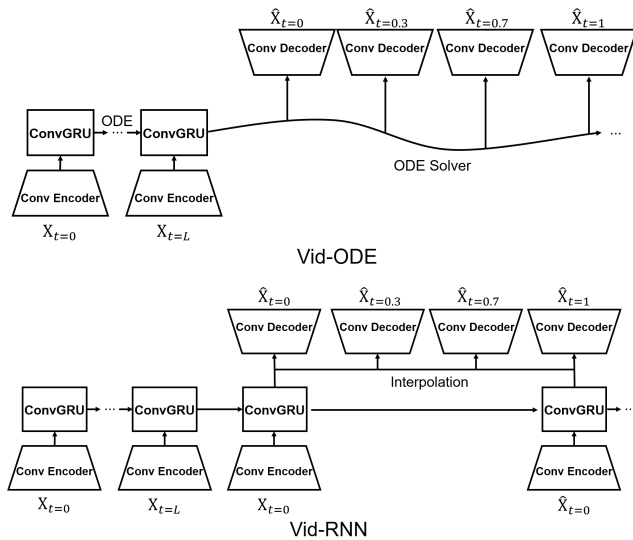 X̂t=0 X̂t=0.3 X̂t=0.7 X̂t=1
Conv Decoder Conv Decoder Conv Decoder Conv Decoder
ODE
ConvGRU ... ConvGRU ...
ODE Solver
Conv Encoder Conv Encoder
Xt=0 Xt=L
Vid-ODE
X̂t=0 X̂t=0.3 X̂t=0.7 X̂t=1
Conv Decoder Conv Decoder Conv Decoder Conv Decoder
Interpolation
ConvGRU ... ConvGRU ConvGRU ConvGRU ...
Conv Encoder Conv Encoder Conv Encoder Conv Encoder
Xt=0 Xt=L Xt=0 X̂t=0
Vid-RNN